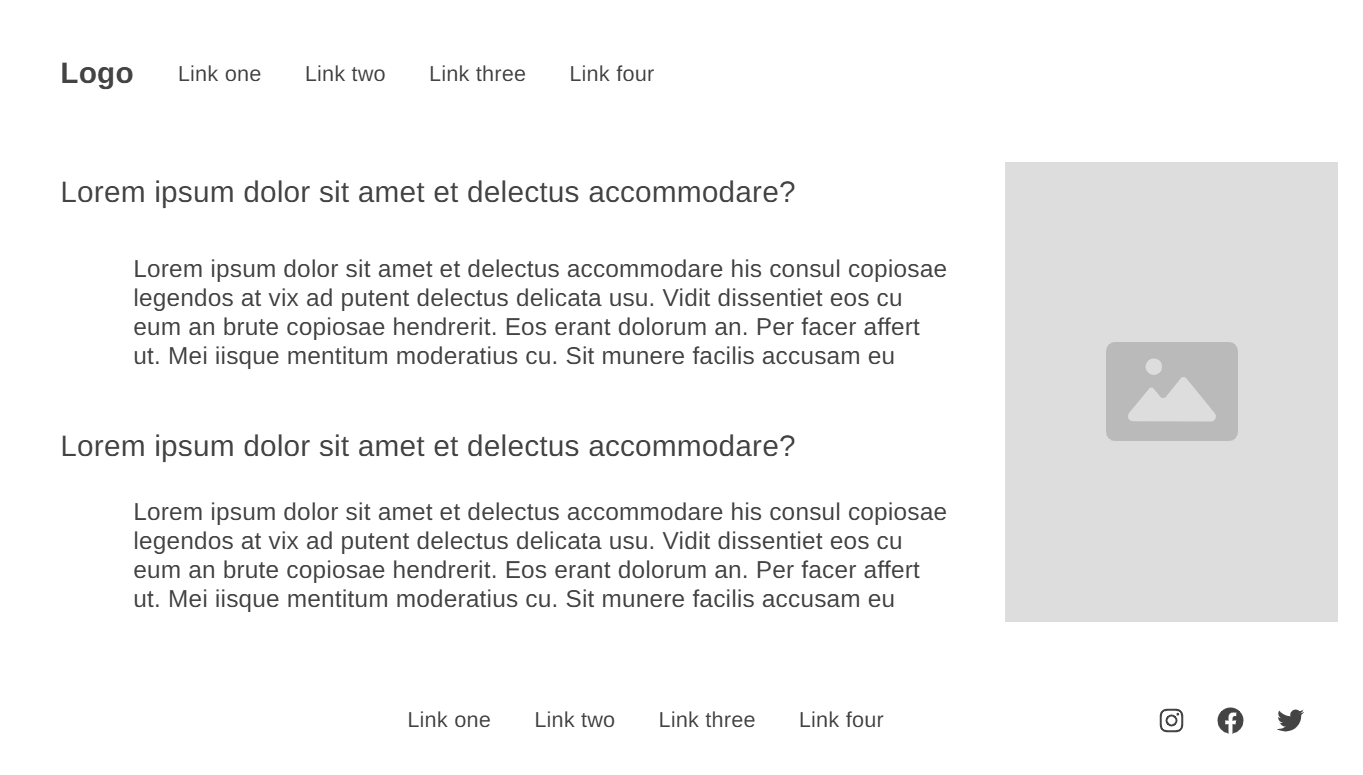 Logo Link one Link two Link three Link four
Lorem ipsum dolor sit amet et delectus accommodare?
Lorem ipsum dolor sit amet et delectus accommodare his consul copiosae
legendos at vix ad putent delectus delicata usu. Vidit dissentiet eos cu
eum an brute copiosae hendrerit. Eos erant dolorum an. Per facer affert
ut. Mei iisque mentitum moderatius cu. Sit munere facilis accusam eu
Lorem ipsum dolor sit amet et delectus accommodare?
Lorem ipsum dolor sit amet et delectus accommodare his consul copiosae
legendos at vix ad putent delectus delicata usu. Vidit dissentiet eos cu
eum an brute copiosae hendrerit. Eos erant dolorum an. Per facer affert
ut. Mei iisque mentitum moderatius cu. Sit munere facilis accusam eu
Link one Link two Link three Link four